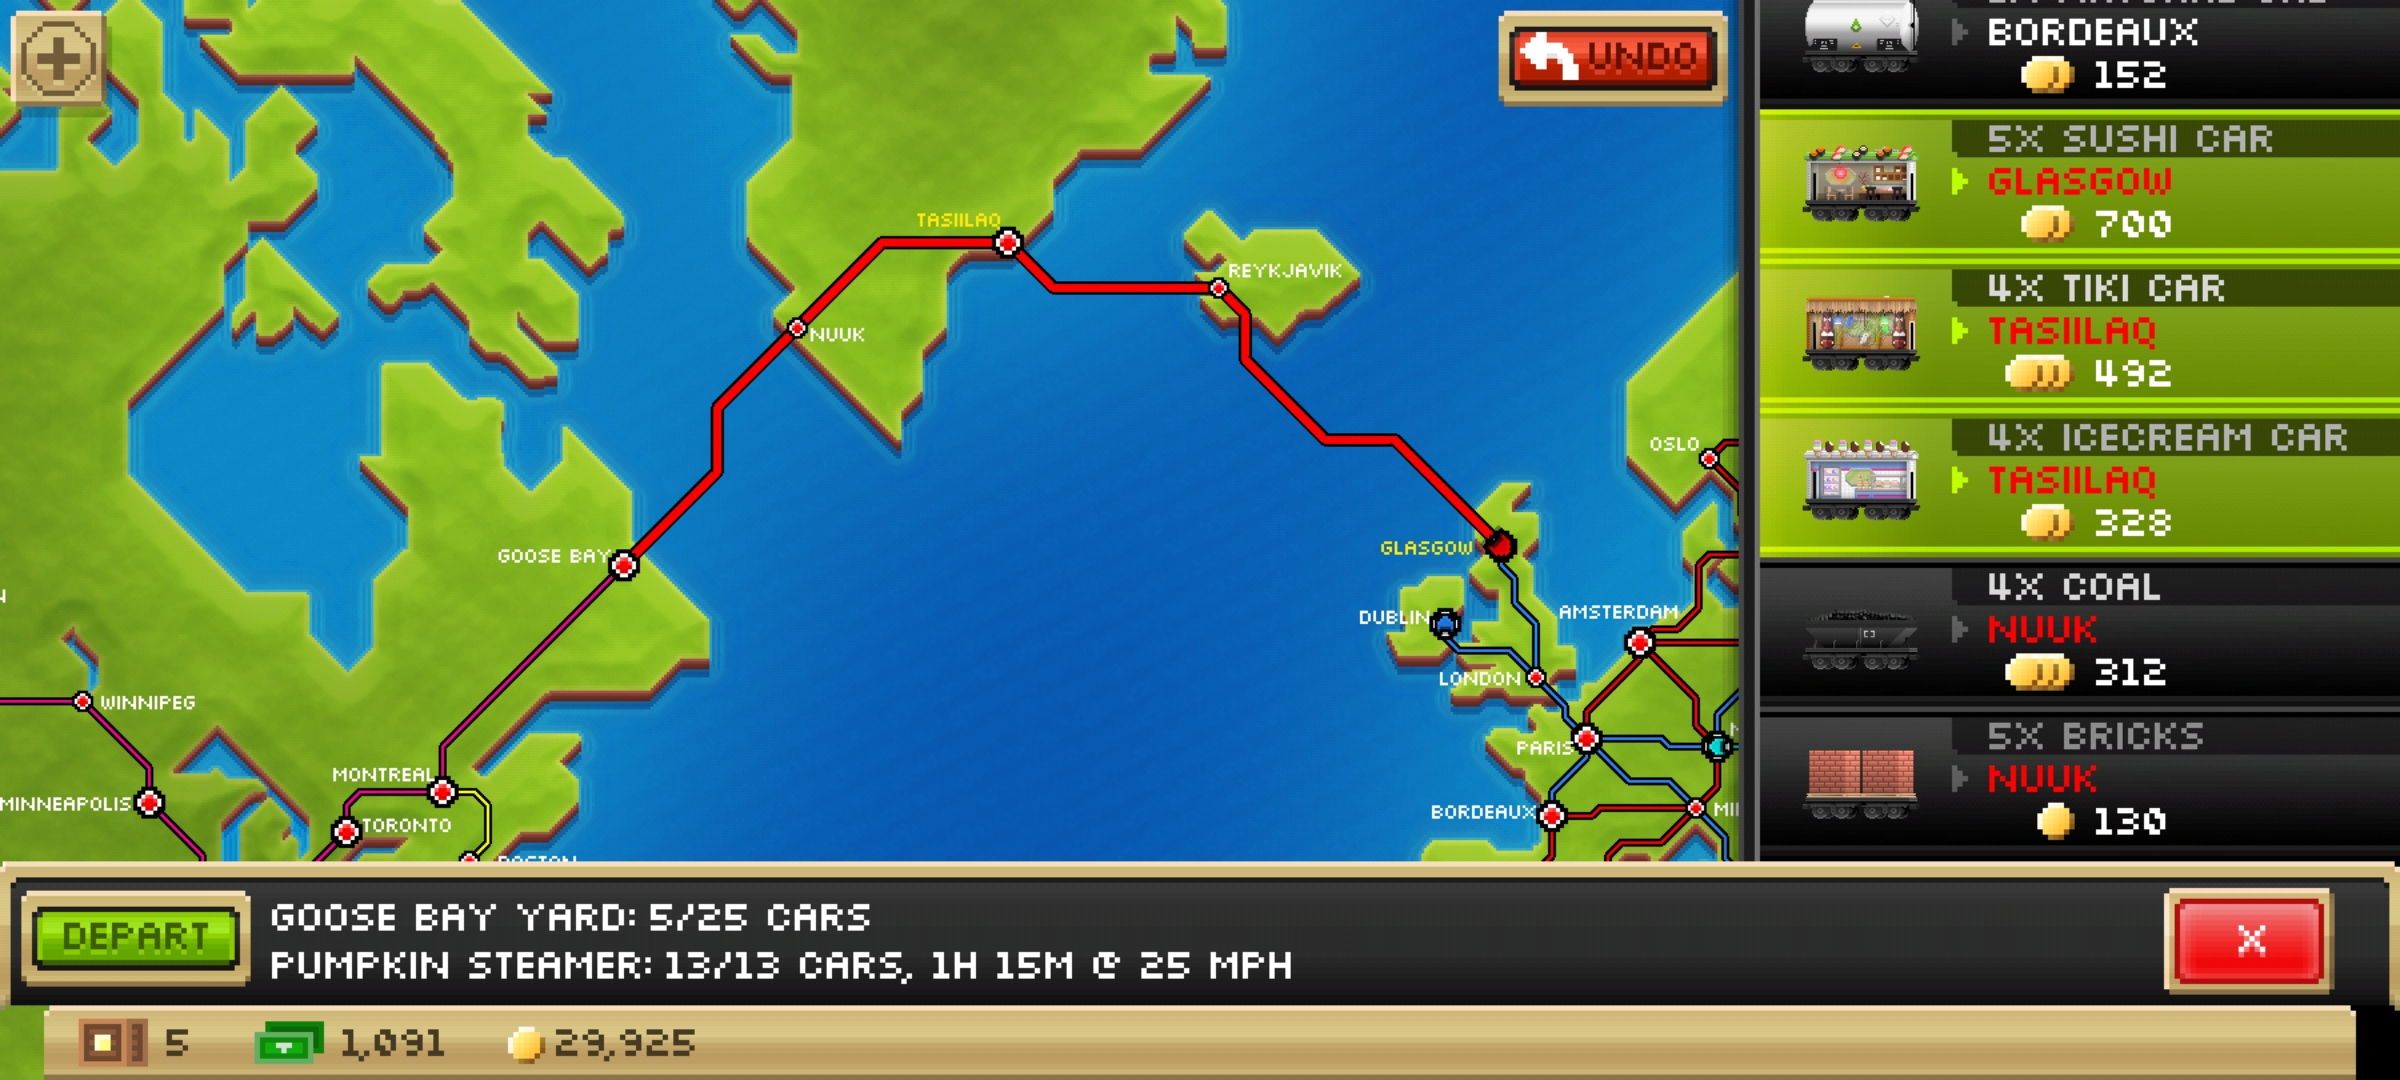 BORDEAUX
152
UNDO
5X SUSHI CAR
GLASGOW
700
TASIILAQ
REYKJAVIK
NUUK
4X TIKI CAR
TASIILAQ
492
4X ICECREAM CAR
TASIILAQ
328
OSLO
GOOSE BAY
GLASGOW
4X COAL
NUUK
312
DUBLIN
AMSTERDAM
LONDON
WINNIPEG
5X BRICKS
NUUK
130
PARIS
MONTREAL
MINNEAPOLIS
TORONTO
BORDEAUX
DEPART
GOOSE BAY YARD: 5/25 CARS
PUMPKIN STEAMER: 13/13 CARS, 1H 15M @ 25 MPH
X
5
1,091
29,925